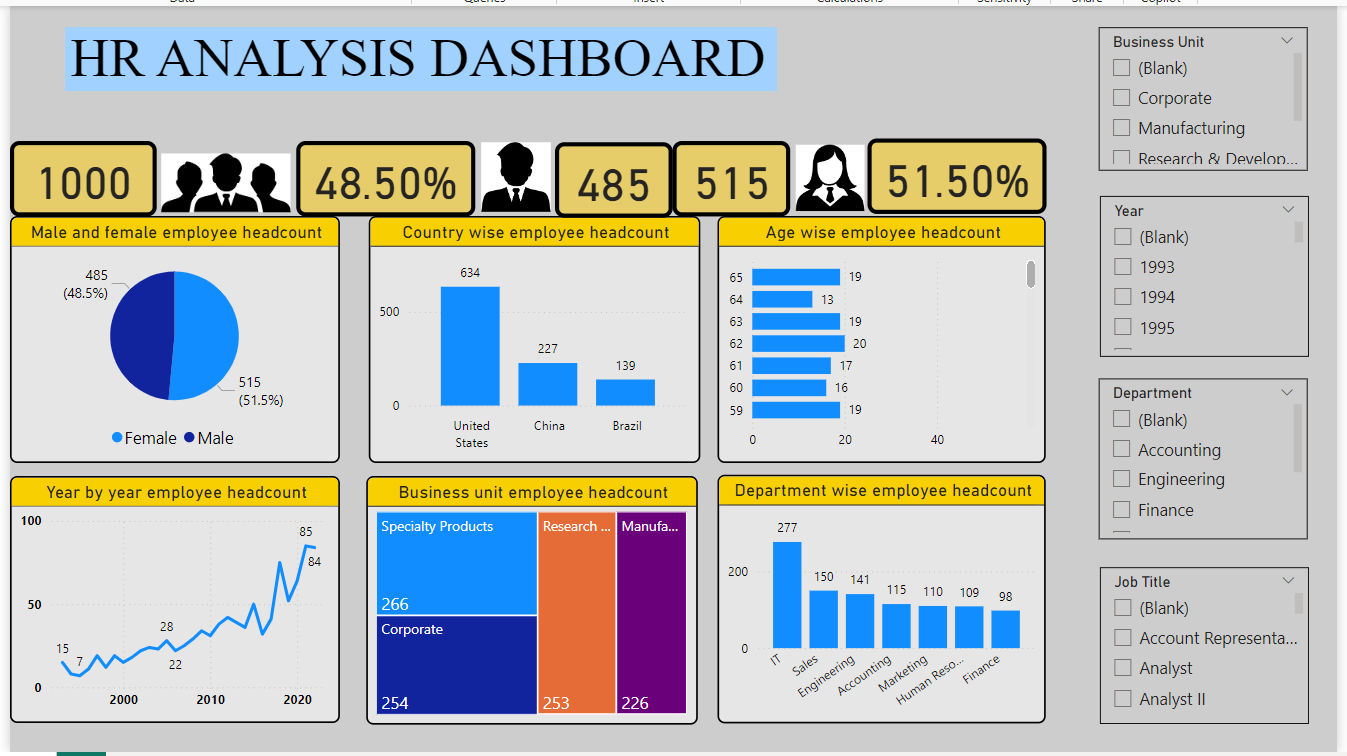 Data
Queries
Insert
Calculations
Sensitivity
Share
Copilot
HR ANALYSIS DASHBOARD
1000
48.50%
485
515
51.50%
Male and female employee headcount
485
(48.5%)
515
(51.5%)
Female Male
Country wise employee headcount
634
500
227
139
0
United
States
China
Brazil
Age wise employee headcount
65 19
64 13
63 19
62 20
61 17
60 16
59 19
0 20 40
Year by year employee headcount
100
85
84
50
28
22
15
7
0
2000 2010 2020
Business unit employee headcount
Specialty Products
266
Corporate
254
Research ...
253
Manufa...
226
Department wise employee headcount
277
200
150
141
115
110
109
98
0
IT
Sales
Engineering
Accounting
Marketing
Human Reso...
Finance
Business Unit
(Blank)
Corporate
Manufacturing
Research & Develop...
Year
(Blank)
1993
1994
1995
Department
(Blank)
Accounting
Engineering
Finance
Job Title
(Blank)
Account Representa...
Analyst
Analyst II